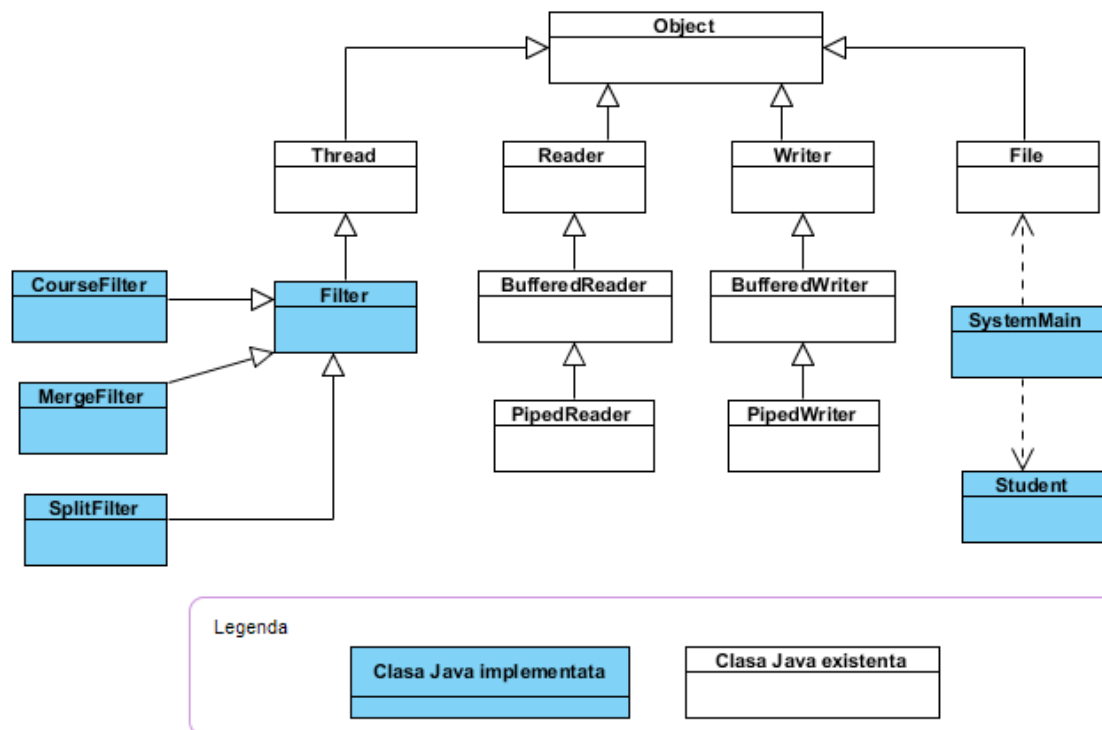 Object
Thread
Reader
Writer
File
CourseFilter
Filter
BufferedReader
BufferedWriter
SystemMain
MergeFilter
PipedReader
PipedWriter
Student
SplitFilter
Legenda
Clasa Java implementata
Clasa Java existenta